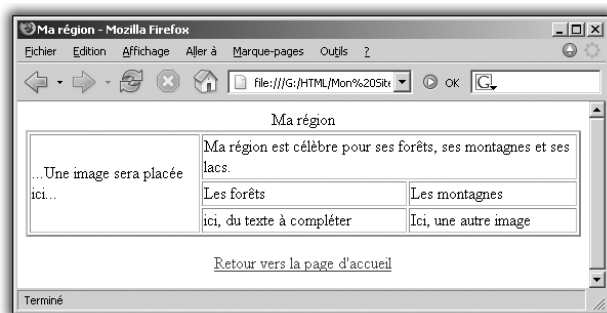 Ma région - Mozilla Firefox
Fichier Edition Affichage Aller à Marque-pages Outils ?
file:///G:/HTML/Mon%20Site OK G
Ma région
...Une image sera placée
ici...
Ma région est célèbre pour ses forêts, ses montagnes et ses
lacs.
Les forêts Les montagnes
ici, du texte à compléter Ici, une autre image
Retour vers la page d'accueil
Terminé